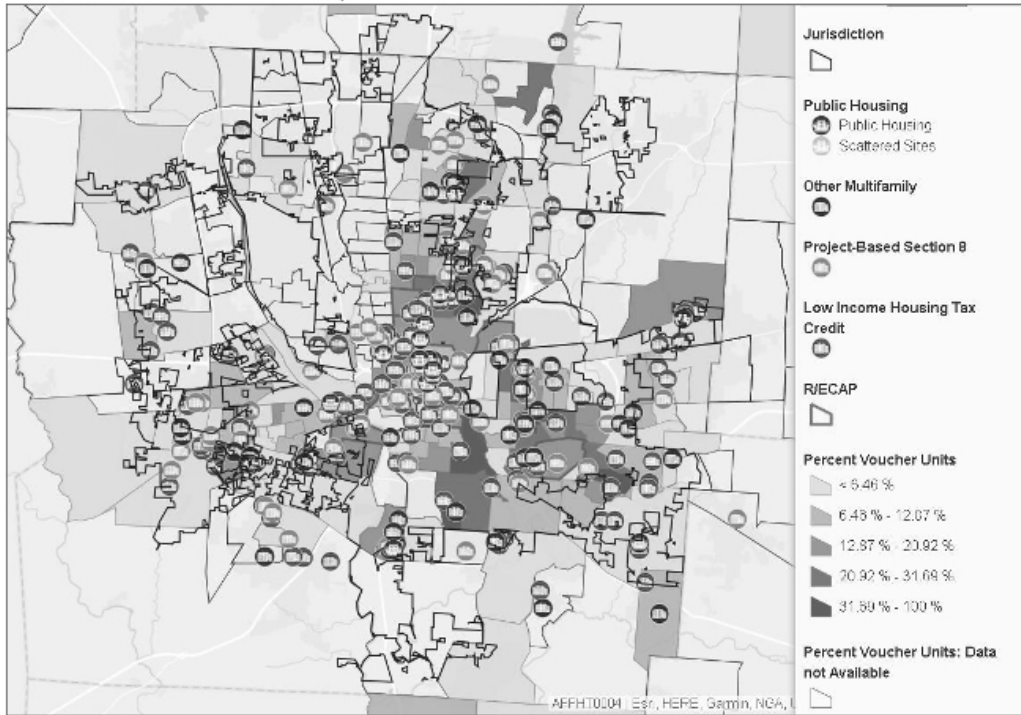 Jurisdiction
Public Housing
Public Housing
Scattered Sites
Other Multifamily
Project-Based Section 8
Low Income Housing Tax
Credit
R/ECAP
Percent Voucher Units
< 6.46 %
6.46 % - 12.87 %
12.87 % - 20.92 %
20.92 % - 31.69 %
31.69 % - 100 %
Percent Voucher Units: Data
not Available
AFFHT0004 | Esri, HERE, Garmin, NGA,